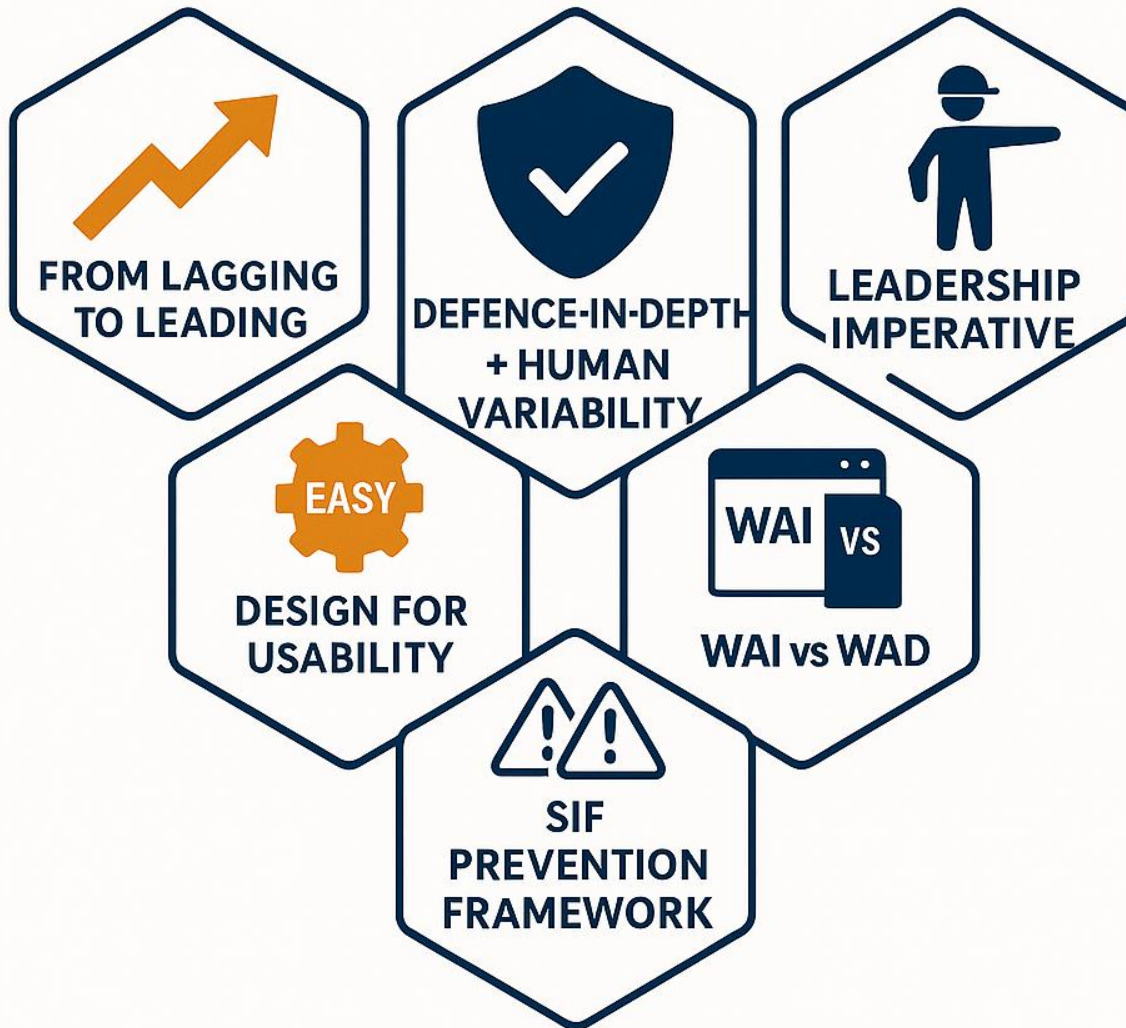 FROM LAGGING
TO LEADING
DEFENCE-IN-DEPTH
+ HUMAN
VARIABILITY
LEADERSHIP
IMPERATIVE
EASY
DESIGN FOR
USABILITY
WAI
VS
WAI vs WAD
SIF
PREVENTION
FRAMEWORK